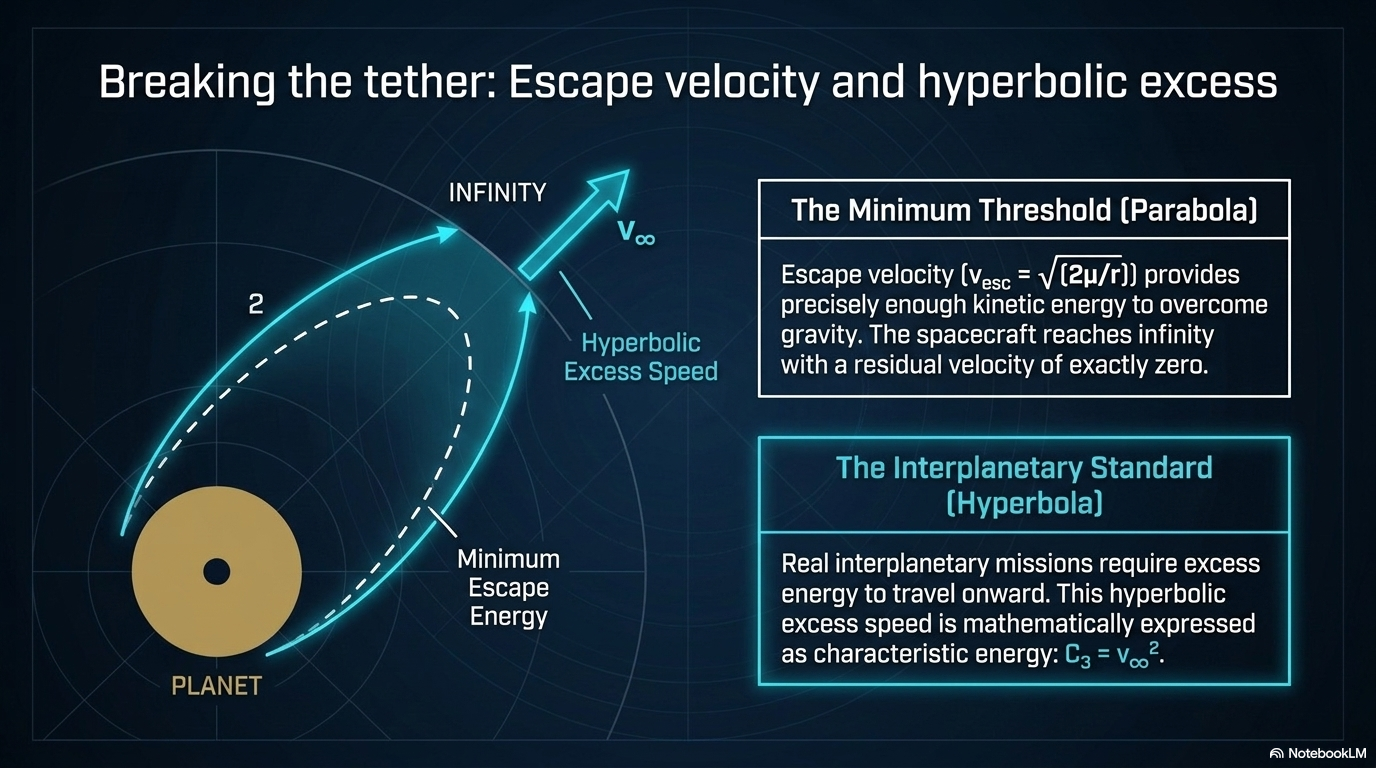 Breaking the tether: Escape velocity and hyperbolic excess
INFINITY
v∞
2
Hyperbolic
Excess Speed
Minimum
Escape
Energy
PLANET
The Minimum Threshold (Parabola)
Escape velocity (vesc = √(2μ/r)) provides
precisely enough kinetic energy to overcome
gravity. The spacecraft reaches infinity
with a residual velocity of exactly zero.
The Interplanetary Standard
(Hyperbola)
Real interplanetary missions require excess
energy to travel onward. This hyperbolic
excess speed is mathematically expressed
as characteristic energy: C₃ = v∞².
NotebookLM